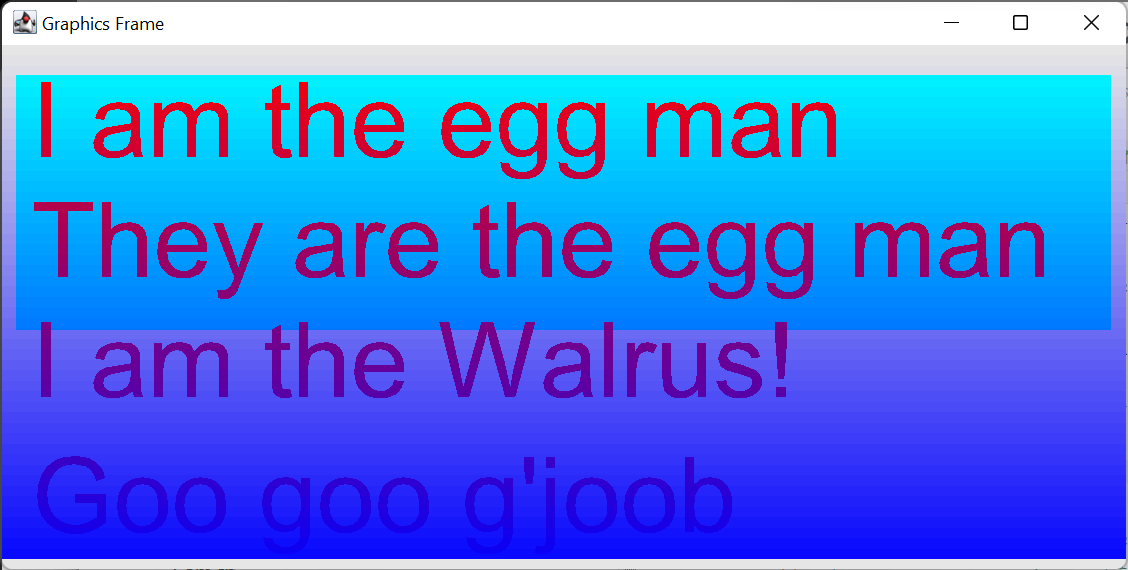 Graphics Frame
I am the egg man
They are the egg man
I am the Walrus!
Goo goo g'joob